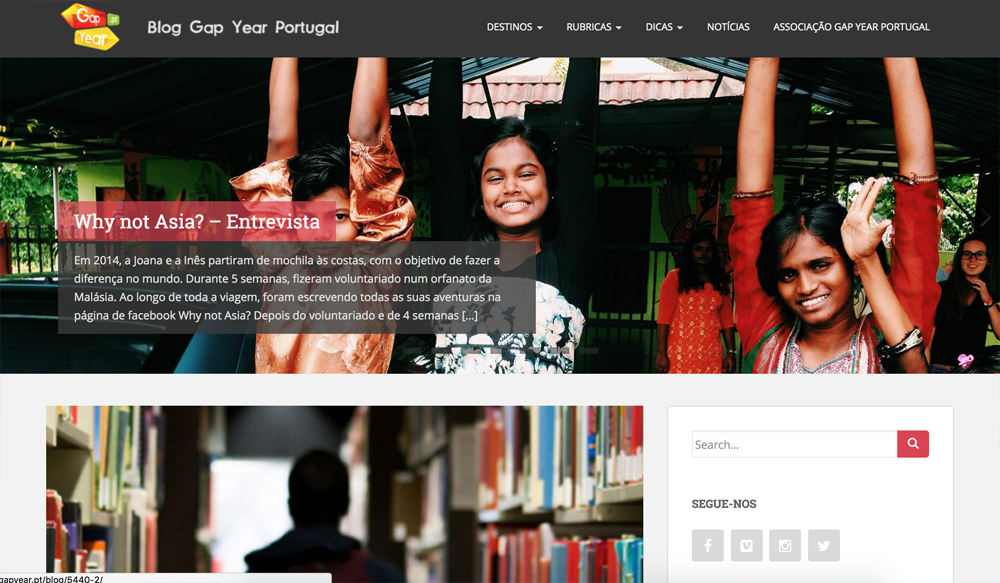 Gap
.pt
Year
Blog Gap Year Portugal
DESTINOS
RUBRICAS
DICAS
NOTÍCIAS
ASSOCIAÇÃO GAP YEAR PORTUGAL
Why not Asia? – Entrevista
Em 2014, a Joana e a Inês partiram de mochila às costas, com o objetivo de fazer a
diferença no mundo. Durante 5 semanas, fizeram voluntariado num orfanato da
Malásia. Ao longo de toda a viagem, foram escrevendo todas as suas aventuras na
página de facebook Why not Asia? Depois do voluntariado e de 4 semanas [...]
Search...
SEGUE-NOS
gapyear.pt/blog/5440-2/